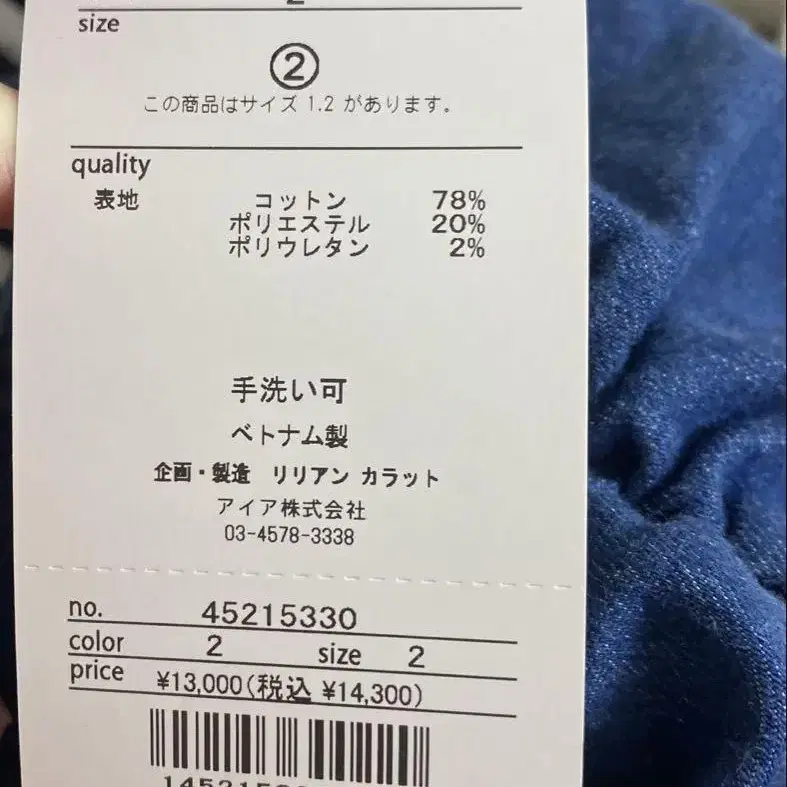 size
②
この商品はサイズ 1.2 があります。
quality
表地 コットン 78%
ポリエステル 20%
ポリウレタン 2%
手洗い可
ベトナム製
企画・製造 リリアン カラット
アイア株式会社
03-4578-3338
no. 45215330
color 2 size 2
price ¥13,000(税込 ¥14,300)